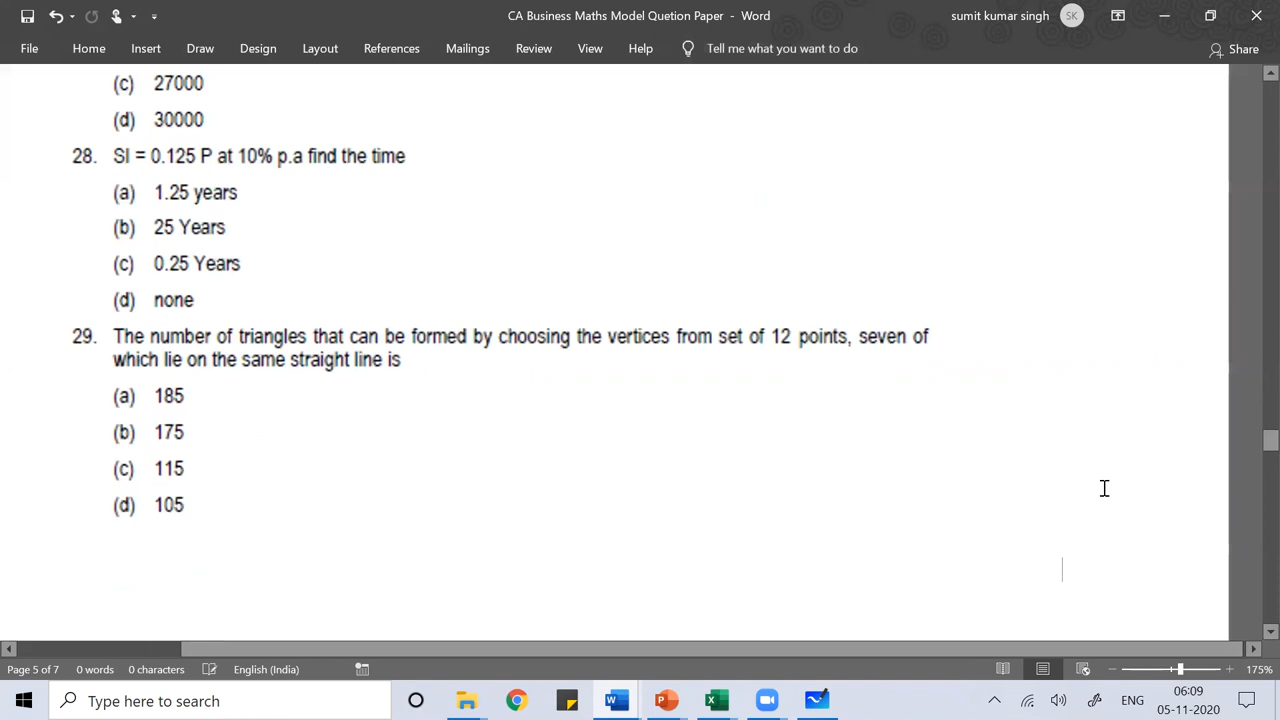 CA Business Maths Model Quetion Paper - Word
sumit kumar singh
SK
File Home Insert Draw Design Layout References Mailings Review View Help Tell me what you want to do Share
(c) 27000
(d) 30000
28. SI = 0.125 P at 10% p.a find the time
(a) 1.25 years
(b) 25 Years
(c) 0.25 Years
(d) none
29. The number of triangles that can be formed by choosing the vertices from set of 12 points, seven of
which lie on the same straight line is
(a) 185
(b) 175
(c) 115
(d) 105
Page 5 of 7 0 words 0 characters English (India) 175%
Type here to search
ENG
06:09
05-11-2020